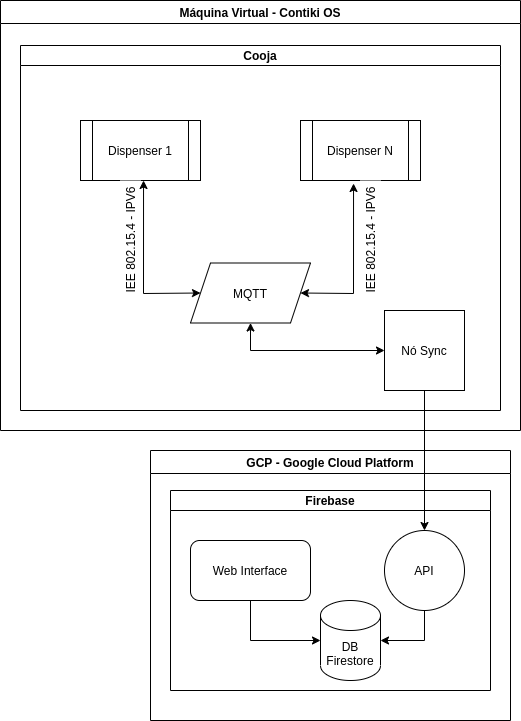 Máquina Virtual - Contiki OS
Cooja
Dispenser 1
Dispenser N
IEE 802.15.4 - IPV6
IEE 802.15.4 - IPV6
MQTT
Nó Sync
GCP - Google Cloud Platform
Firebase
Web Interface
API
DB
Firestore